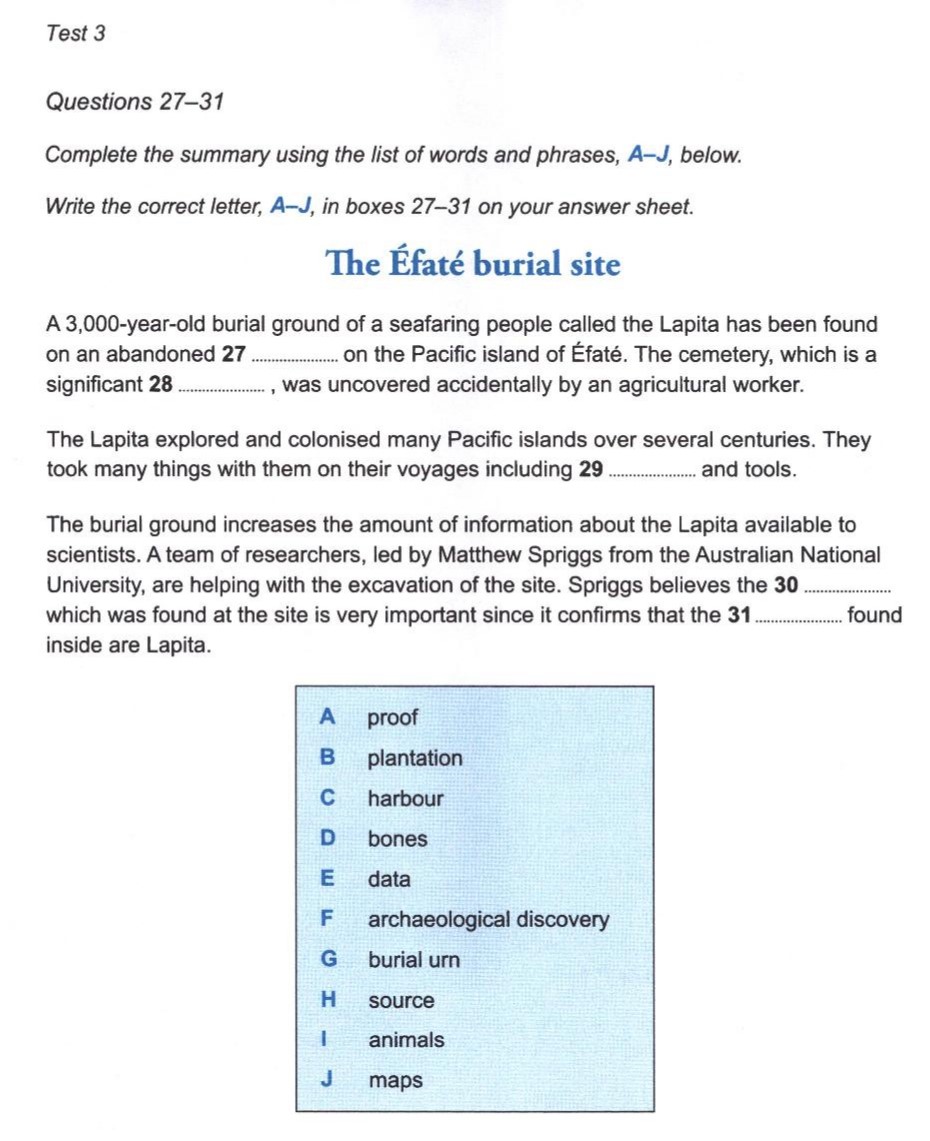 Test 3
Questions 27–31
Complete the summary using the list of words and phrases, A–J, below.
Write the correct letter, A–J, in boxes 27–31 on your answer sheet.
The Éfaté burial site
A 3,000-year-old burial ground of a seafaring people called the Lapita has been found
on an abandoned 27 ..................... on the Pacific island of Éfaté. The cemetery, which is a
significant 28 ..................... , was uncovered accidentally by an agricultural worker.
The Lapita explored and colonised many Pacific islands over several centuries. They
took many things with them on their voyages including 29 ..................... and tools.
The burial ground increases the amount of information about the Lapita available to
scientists. A team of researchers, led by Matthew Spriggs from the Australian National
University, are helping with the excavation of the site. Spriggs believes the 30 .....................
which was found at the site is very important since it confirms that the 31 ..................... found
inside are Lapita.
A proof
B plantation
C harbour
D bones
E data
F archaeological discovery
G burial urn
H source
I animals
J maps